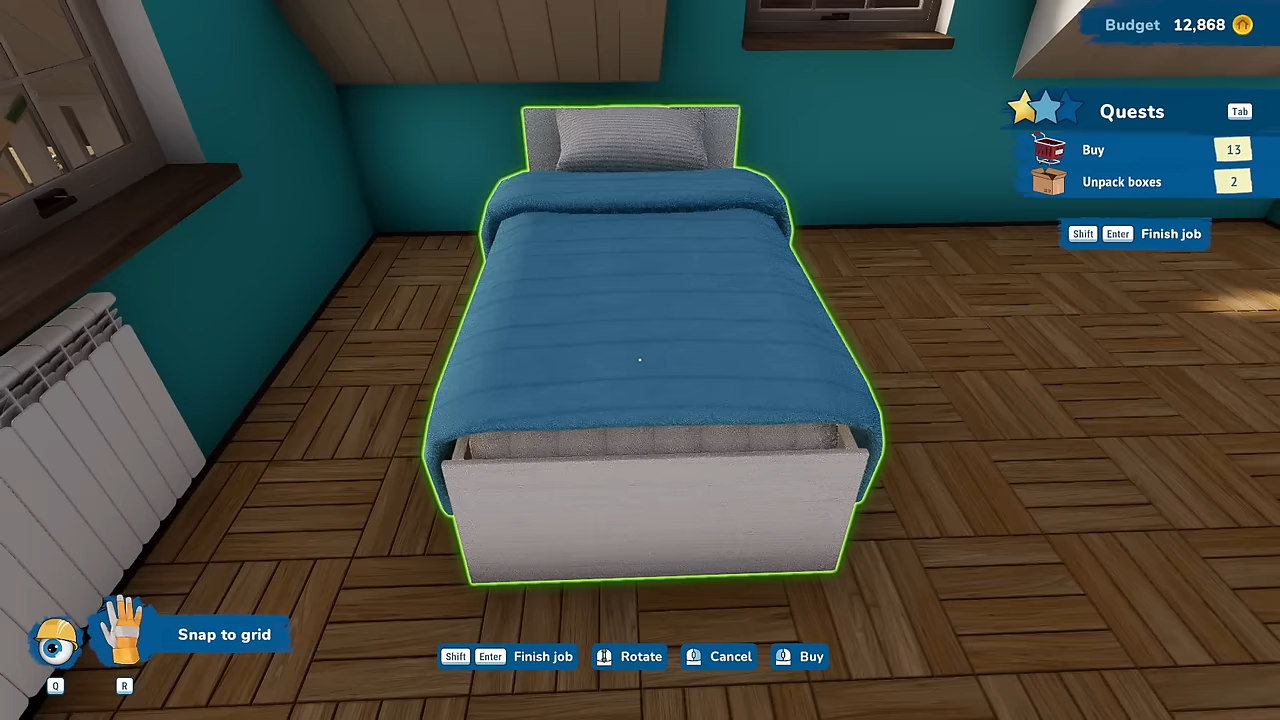 Budget 12,868
Quests Tab
Buy 13
Unpack boxes 2
Shift Enter Finish job
Snap to grid
Q R
Shift Enter Finish job Rotate Cancel Buy